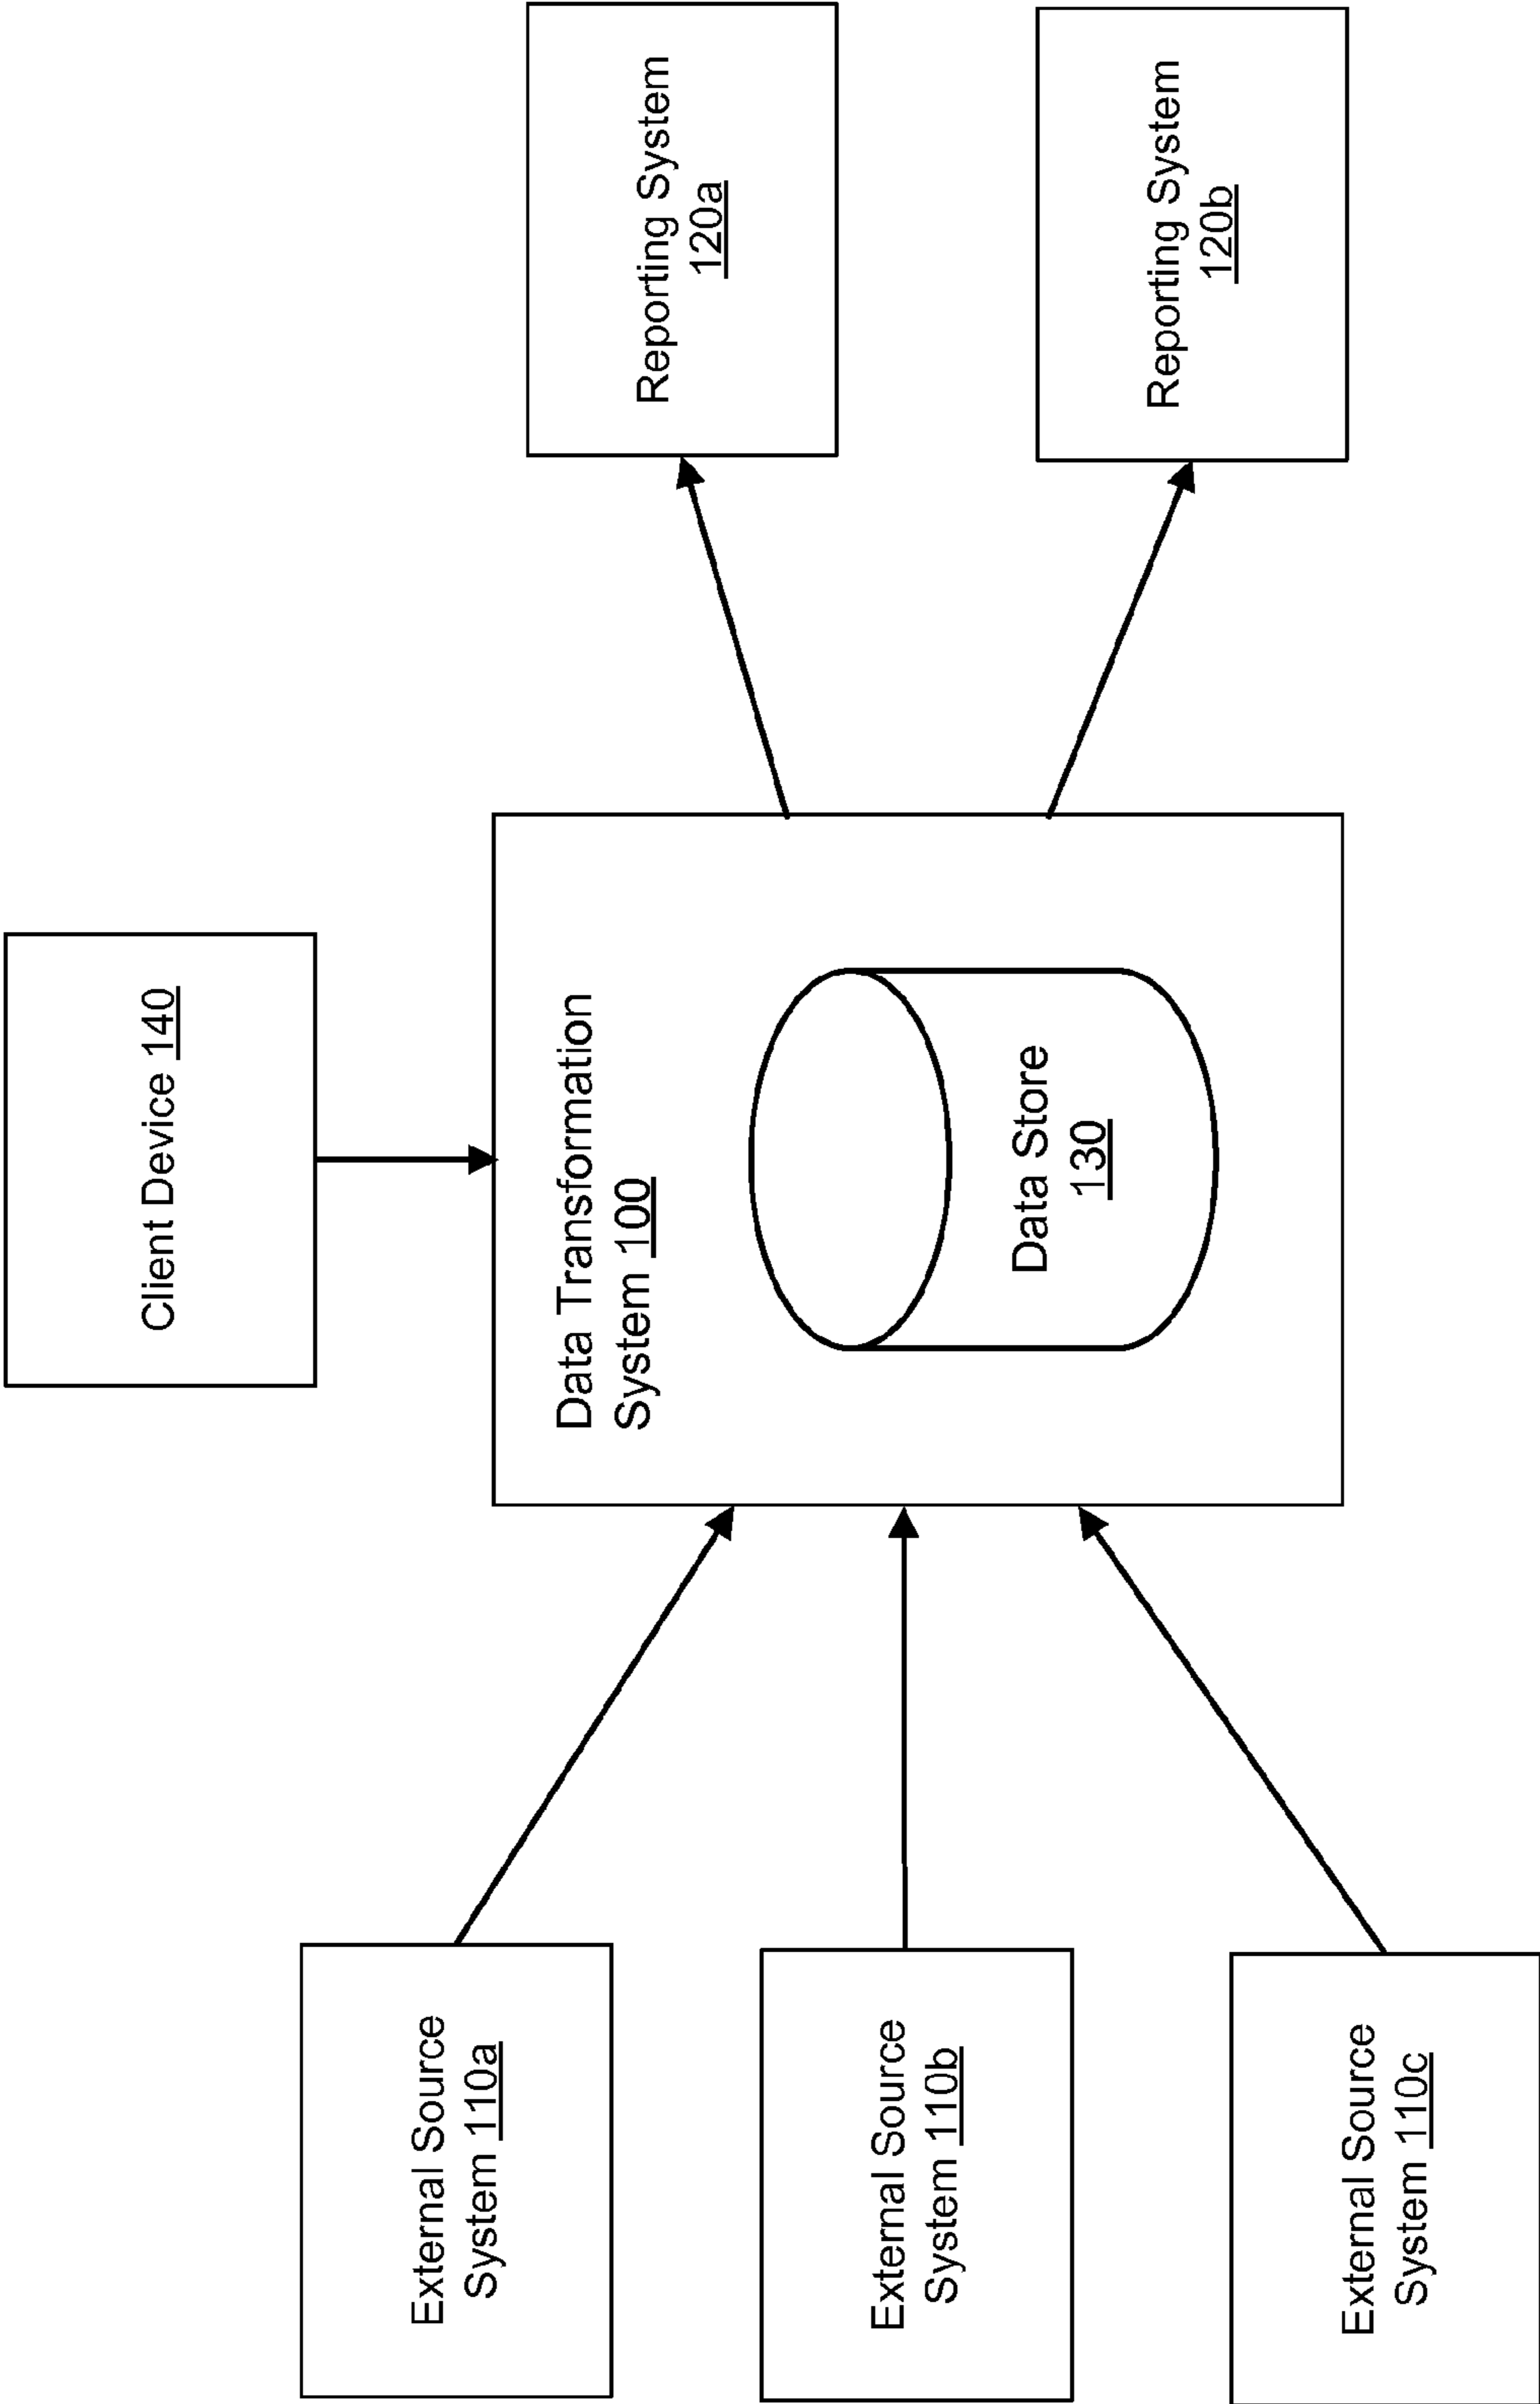 Client Device 140
External Source
System 110a
External Source
System 110b
External Source
System 110c
Data Transformation
System 100
Data Store
130
Reporting System
120a
Reporting System
120b